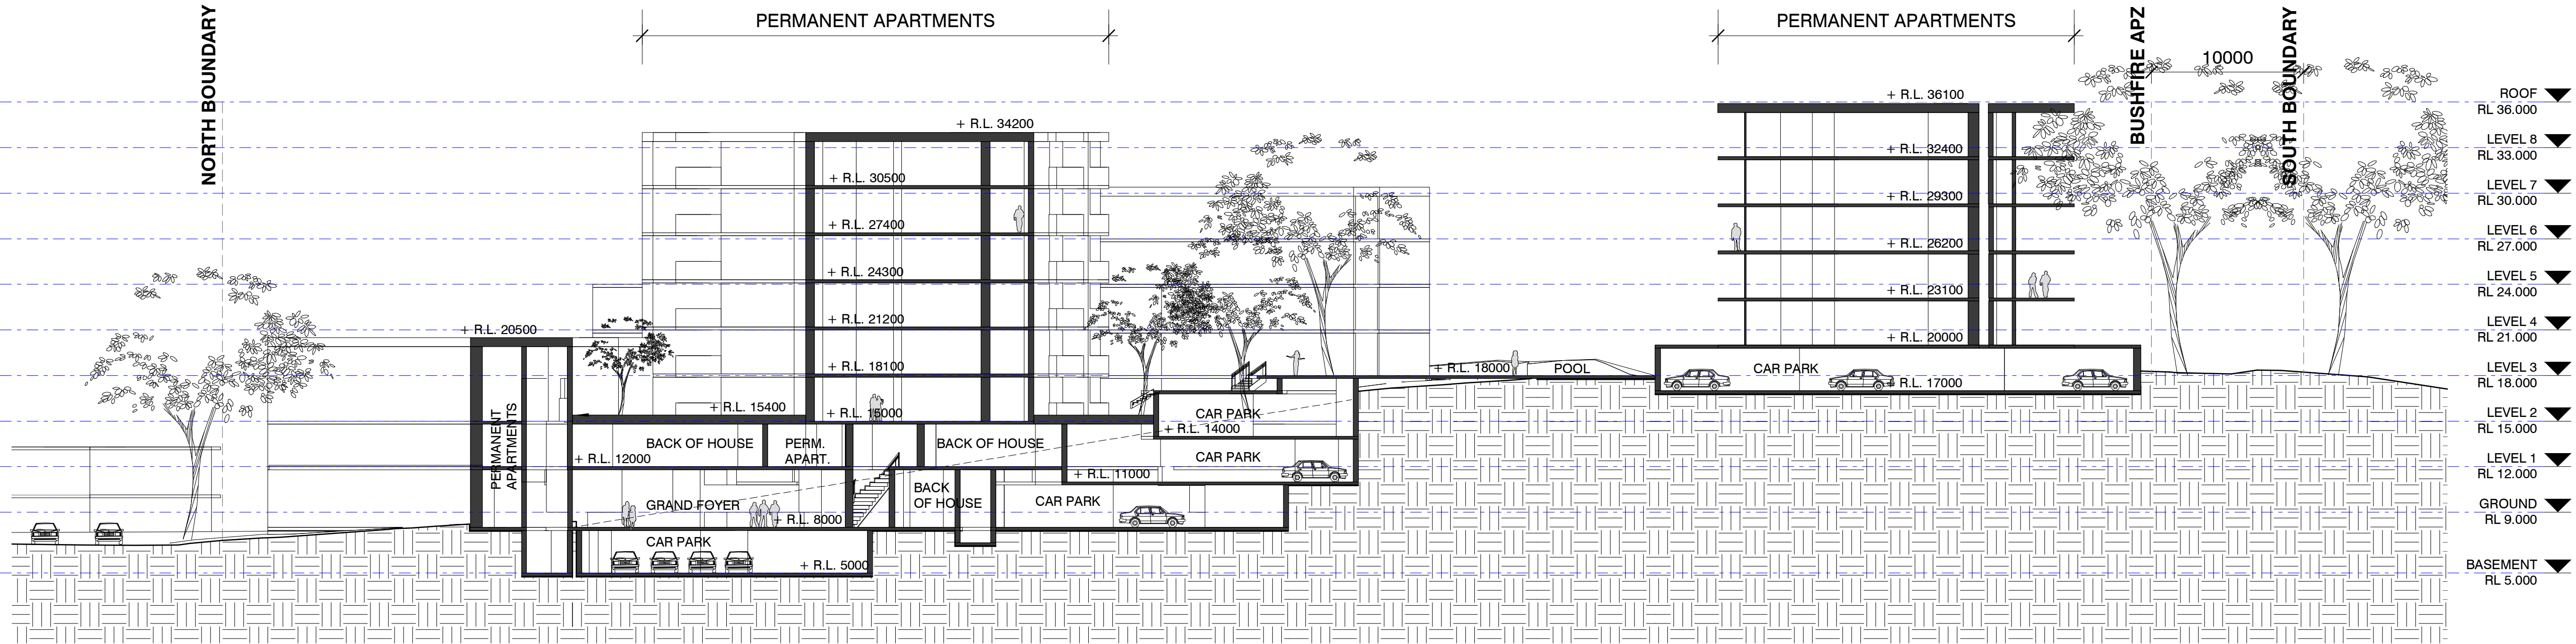 NORTH BOUNDARY
PERMANENT APARTMENTS
PERMANENT APARTMENTS
BUSHFIRE APZ
10000
SOUTH BOUNDARY
+ R.L. 34200
+ R.L. 30500
+ R.L. 27400
+ R.L. 24300
+ R.L. 21200
+ R.L. 18100
+ R.L. 20500
+ R.L. 15400
+ R.L. 15000
PERMANENT
APARTMENTS
BACK OF HOUSE
PERM.
APART.
BACK OF HOUSE
+ R.L. 12000
GRAND FOYER
+ R.L. 8000
BACK
OF HOUSE
CAR PARK
CAR PARK
+ R.L. 5000
CAR PARK
+ R.L. 14000
CAR PARK
+ R.L. 11000
+ R.L. 18000
POOL
+ R.L. 36100
+ R.L. 32400
+ R.L. 29300
+ R.L. 26200
+ R.L. 23100
+ R.L. 20000
CAR PARK
+ R.L. 17000
ROOF
RL 36.000
LEVEL 8
RL 33.000
LEVEL 7
RL 30.000
LEVEL 6
RL 27.000
LEVEL 5
RL 24.000
LEVEL 4
RL 21.000
LEVEL 3
RL 18.000
LEVEL 2
RL 15.000
LEVEL 1
RL 12.000
GROUND
RL 9.000
BASEMENT
RL 5.000